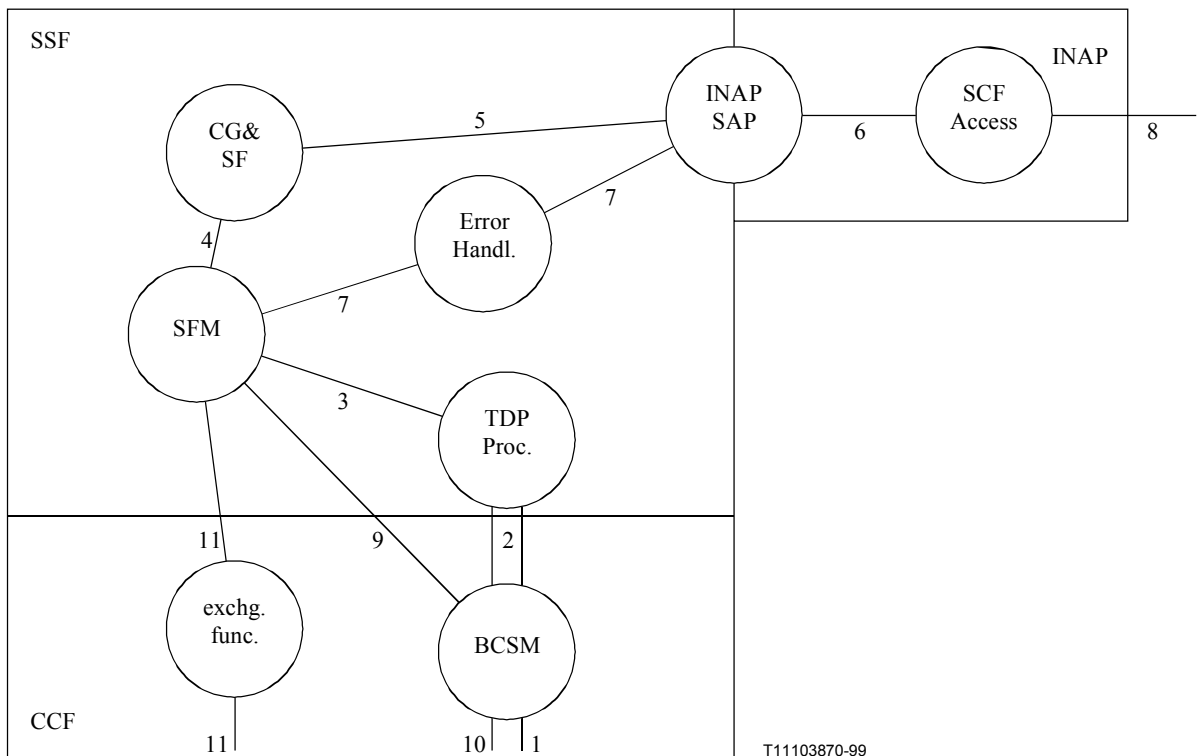 SSF
INAP
INAP
SAP
SCF
Access
5
6
8
CG&
SF
7
Error
Handl.
4
7
SFM
3
TDP
Proc.
11
9
2
exchg.
func.
BCSM
CCF
11
10
1
T11103870-99